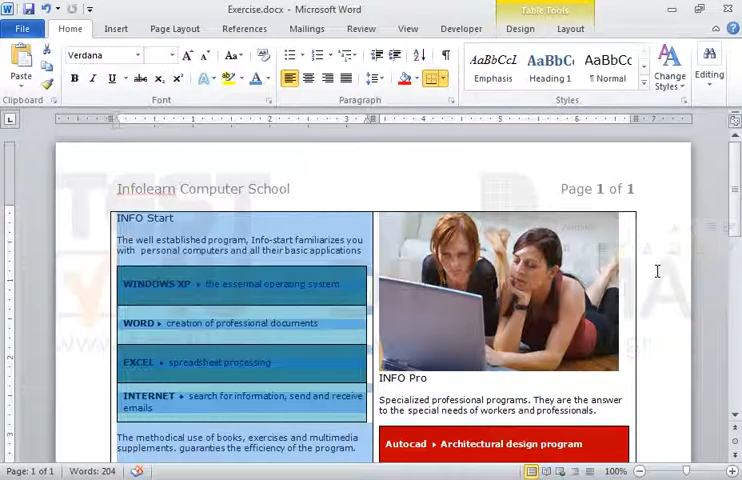 Exercise.docx - Microsoft Word
Table Tools
File
Home
Insert
Page Layout
References
Mailings
Review
View
Developer
Design
Layout
Paste
Clipboard
Verdana
Font
Paragraph
AaBbCcI
Emphasis
AaBbC
Heading 1
AaBbCc
¶ Normal
Change
Styles
Styles
Editing
Infolearn Computer School
Page 1 of 1
INFO Start
The well established program, Info-start familiarizes you
with personal computers and all their basic applications
WINDOWS XP ▸ the essential operating system
WORD ▸ creation of professional documents
EXCEL ▸ spreadsheet processing
INTERNET ▸ search for information, send and receive
emails
The methodical use of books, exercises and multimedia
supplements. guaranties the efficiency of the program.
INFO Pro
Specialized professional programs. They are the answer
to the special needs of workers and professionals.
Autocad ▸ Architectural design program
Page: 1 of 1
Words: 204
100%